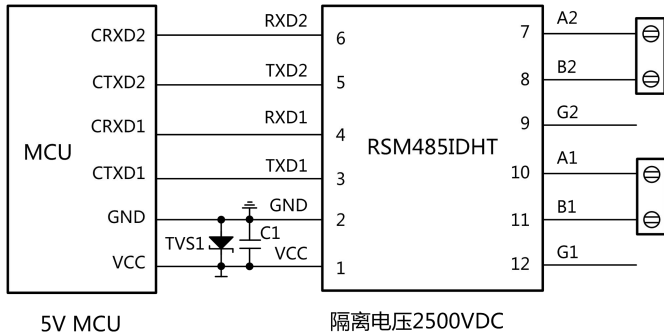 CRXD2 RXD2 6 7 A2
CTXD2 TXD2 5 8 B2
CRXD1 RXD1 4 9 G2
MCU RSM485IDHT
CTXD1 TXD1 3 10 A1
GND GND 2 11 B1
TVS1 C1
VCC VCC 1 12 G1
5V MCU 隔离电压2500VDC